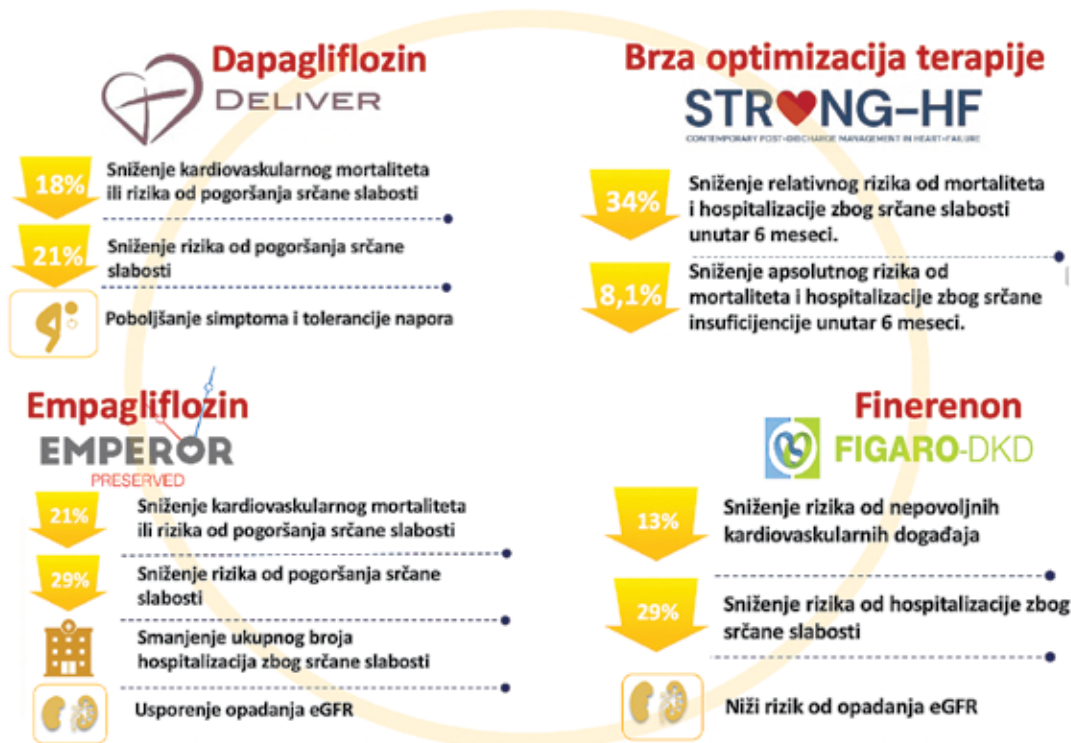 Dapagliflozin
DELIVER
18%
Sniženje kardiovaskularnog mortaliteta
ili rizika od pogoršanja srčane slabosti
21%
Sniženje rizika od pogoršanja srčane
slabosti
Poboljšanje simptoma i tolerancije napora
Brza optimizacija terapije
STRONG-HF
CONTEMPORARY POST-DISCHARGE MANAGEMENT IN HEART-FAILURE
34%
Sniženje relativnog rizika od mortaliteta
i hospitalizacije zbog srčane slabosti
unutar 6 meseci.
8,1%
Sniženje apsolutnog rizika od
mortaliteta i hospitalizacije zbog srčane
insuficijencije unutar 6 meseci.
Empagliflozin
EMPEROR
PRESERVED
21%
Sniženje kardiovaskularnog mortaliteta
ili rizika od pogoršanja srčane slabosti
29%
Sniženje rizika od pogoršanja srčane
slabosti
Smanjenje ukupnog broja
hospitalizacija zbog srčane slabosti
Usporenje opadanja eGFR
Finerenon
FIGARO-DKD
13%
Sniženje rizika od nepovoljnih
kardiovaskularnih događaja
29%
Sniženje rizika od hospitalizacije zbog
srčane slabosti
Niži rizik od opadanja eGFR